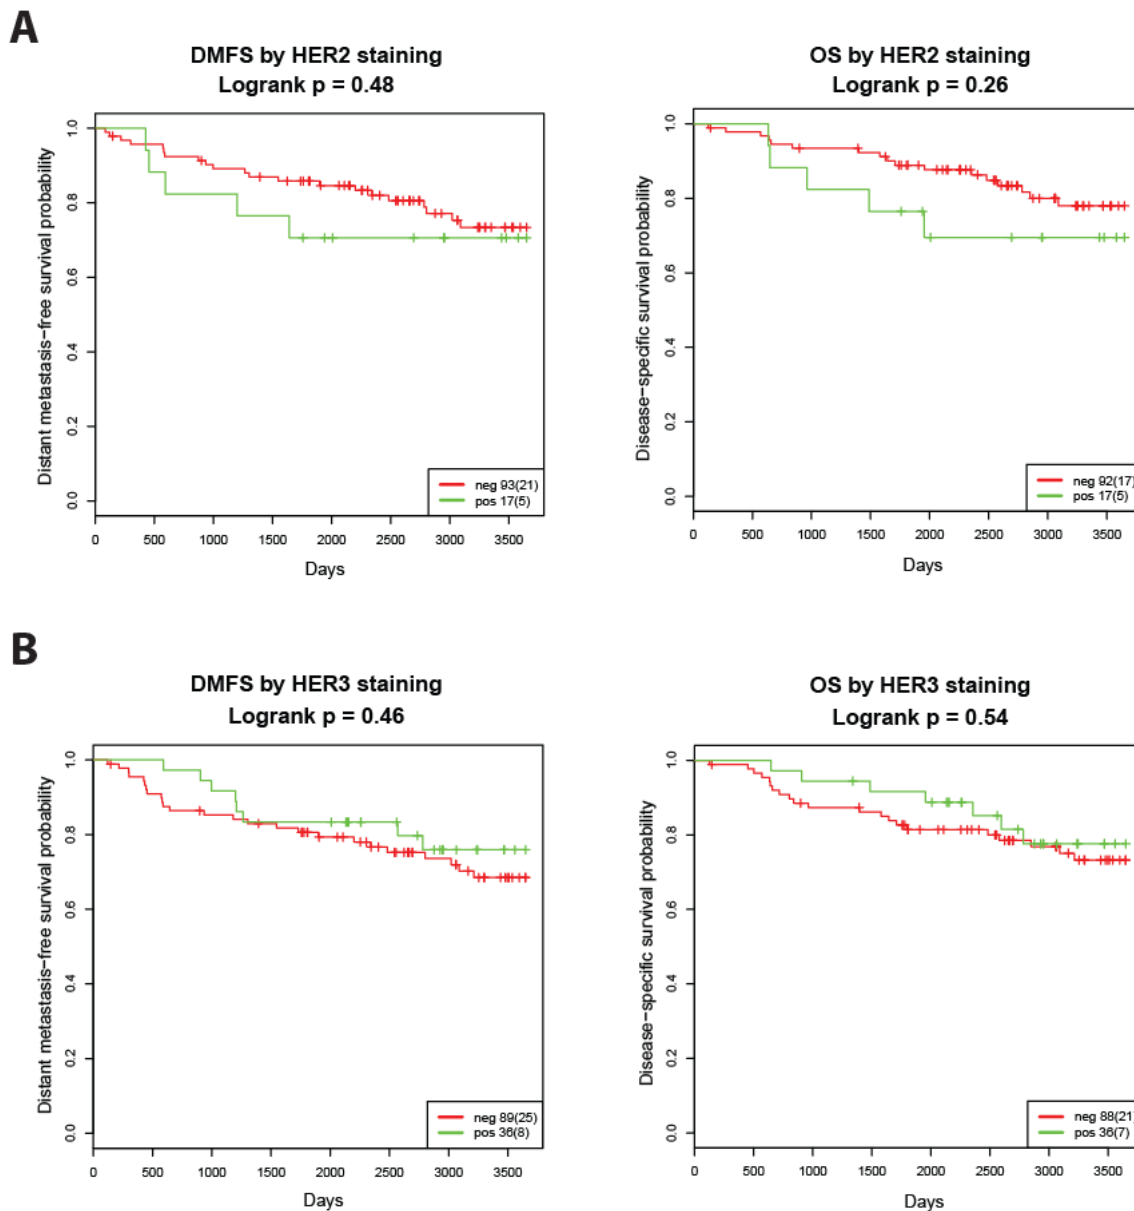 A
DMFS by HER2 staining
Logrank p = 0.48
Distant metastasis-free survival probability
1.0
0.8
0.6
0.4
0.2
0.0
neg 93(21)
pos 17(5)
0 500 1000 1500 2000 2500 3000 3500
Days
OS by HER2 staining
Logrank p = 0.26
Disease-specific survival probability
1.0
0.8
0.6
0.4
0.2
0.0
neg 92(17)
pos 17(5)
0 500 1000 1500 2000 2500 3000 3500
Days
B
DMFS by HER3 staining
Logrank p = 0.46
Distant metastasis-free survival probability
1.0
0.8
0.6
0.4
0.2
0.0
neg 89(25)
pos 36(8)
0 500 1000 1500 2000 2500 3000 3500
Days
OS by HER3 staining
Logrank p = 0.54
Disease-specific survival probability
1.0
0.8
0.6
0.4
0.2
0.0
neg 88(21
pos 36(7)
0 500 1000 1500 2000 2500 3000 3500
Days